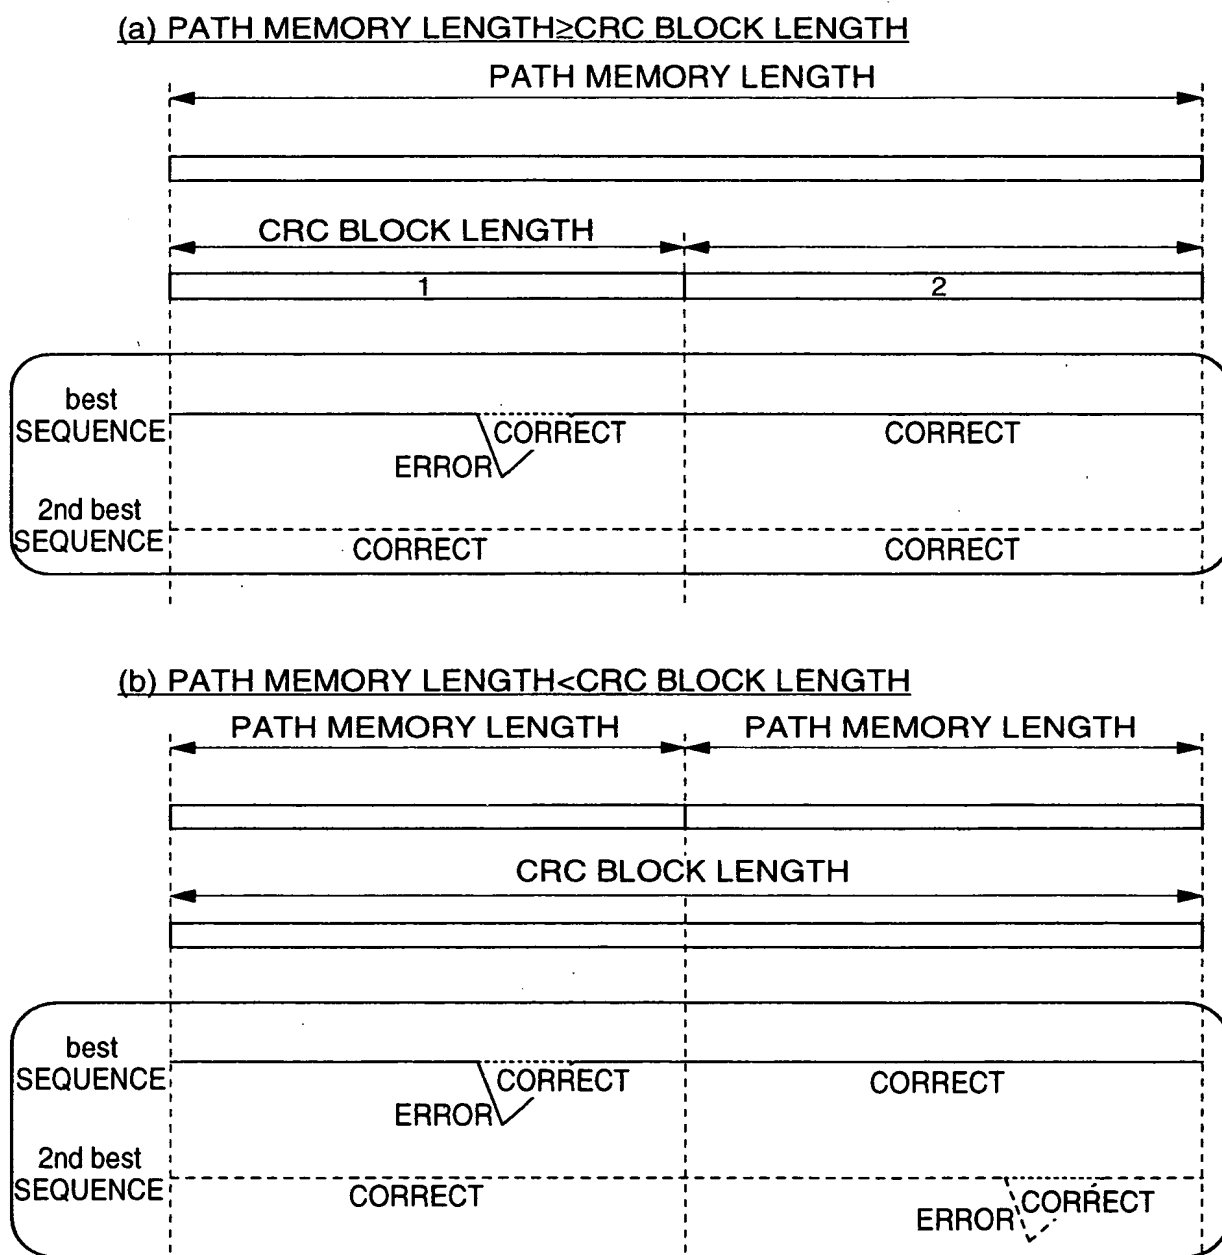 (a) PATH MEMORY LENGTH≥CRC BLOCK LENGTH
PATH MEMORY LENGTH
CRC BLOCK LENGTH
1 2
best
SEQUENCE
CORRECT CORRECT
ERROR
2nd best
SEQUENCE
CORRECT CORRECT
(b) PATH MEMORY LENGTH<CRC BLOCK LENGTH
PATH MEMORY LENGTH PATH MEMORY LENGTH
CRC BLOCK LENGTH
best
SEQUENCE
CORRECT CORRECT
ERROR
2nd best
SEQUENCE
CORRECT CORRECT
ERROR